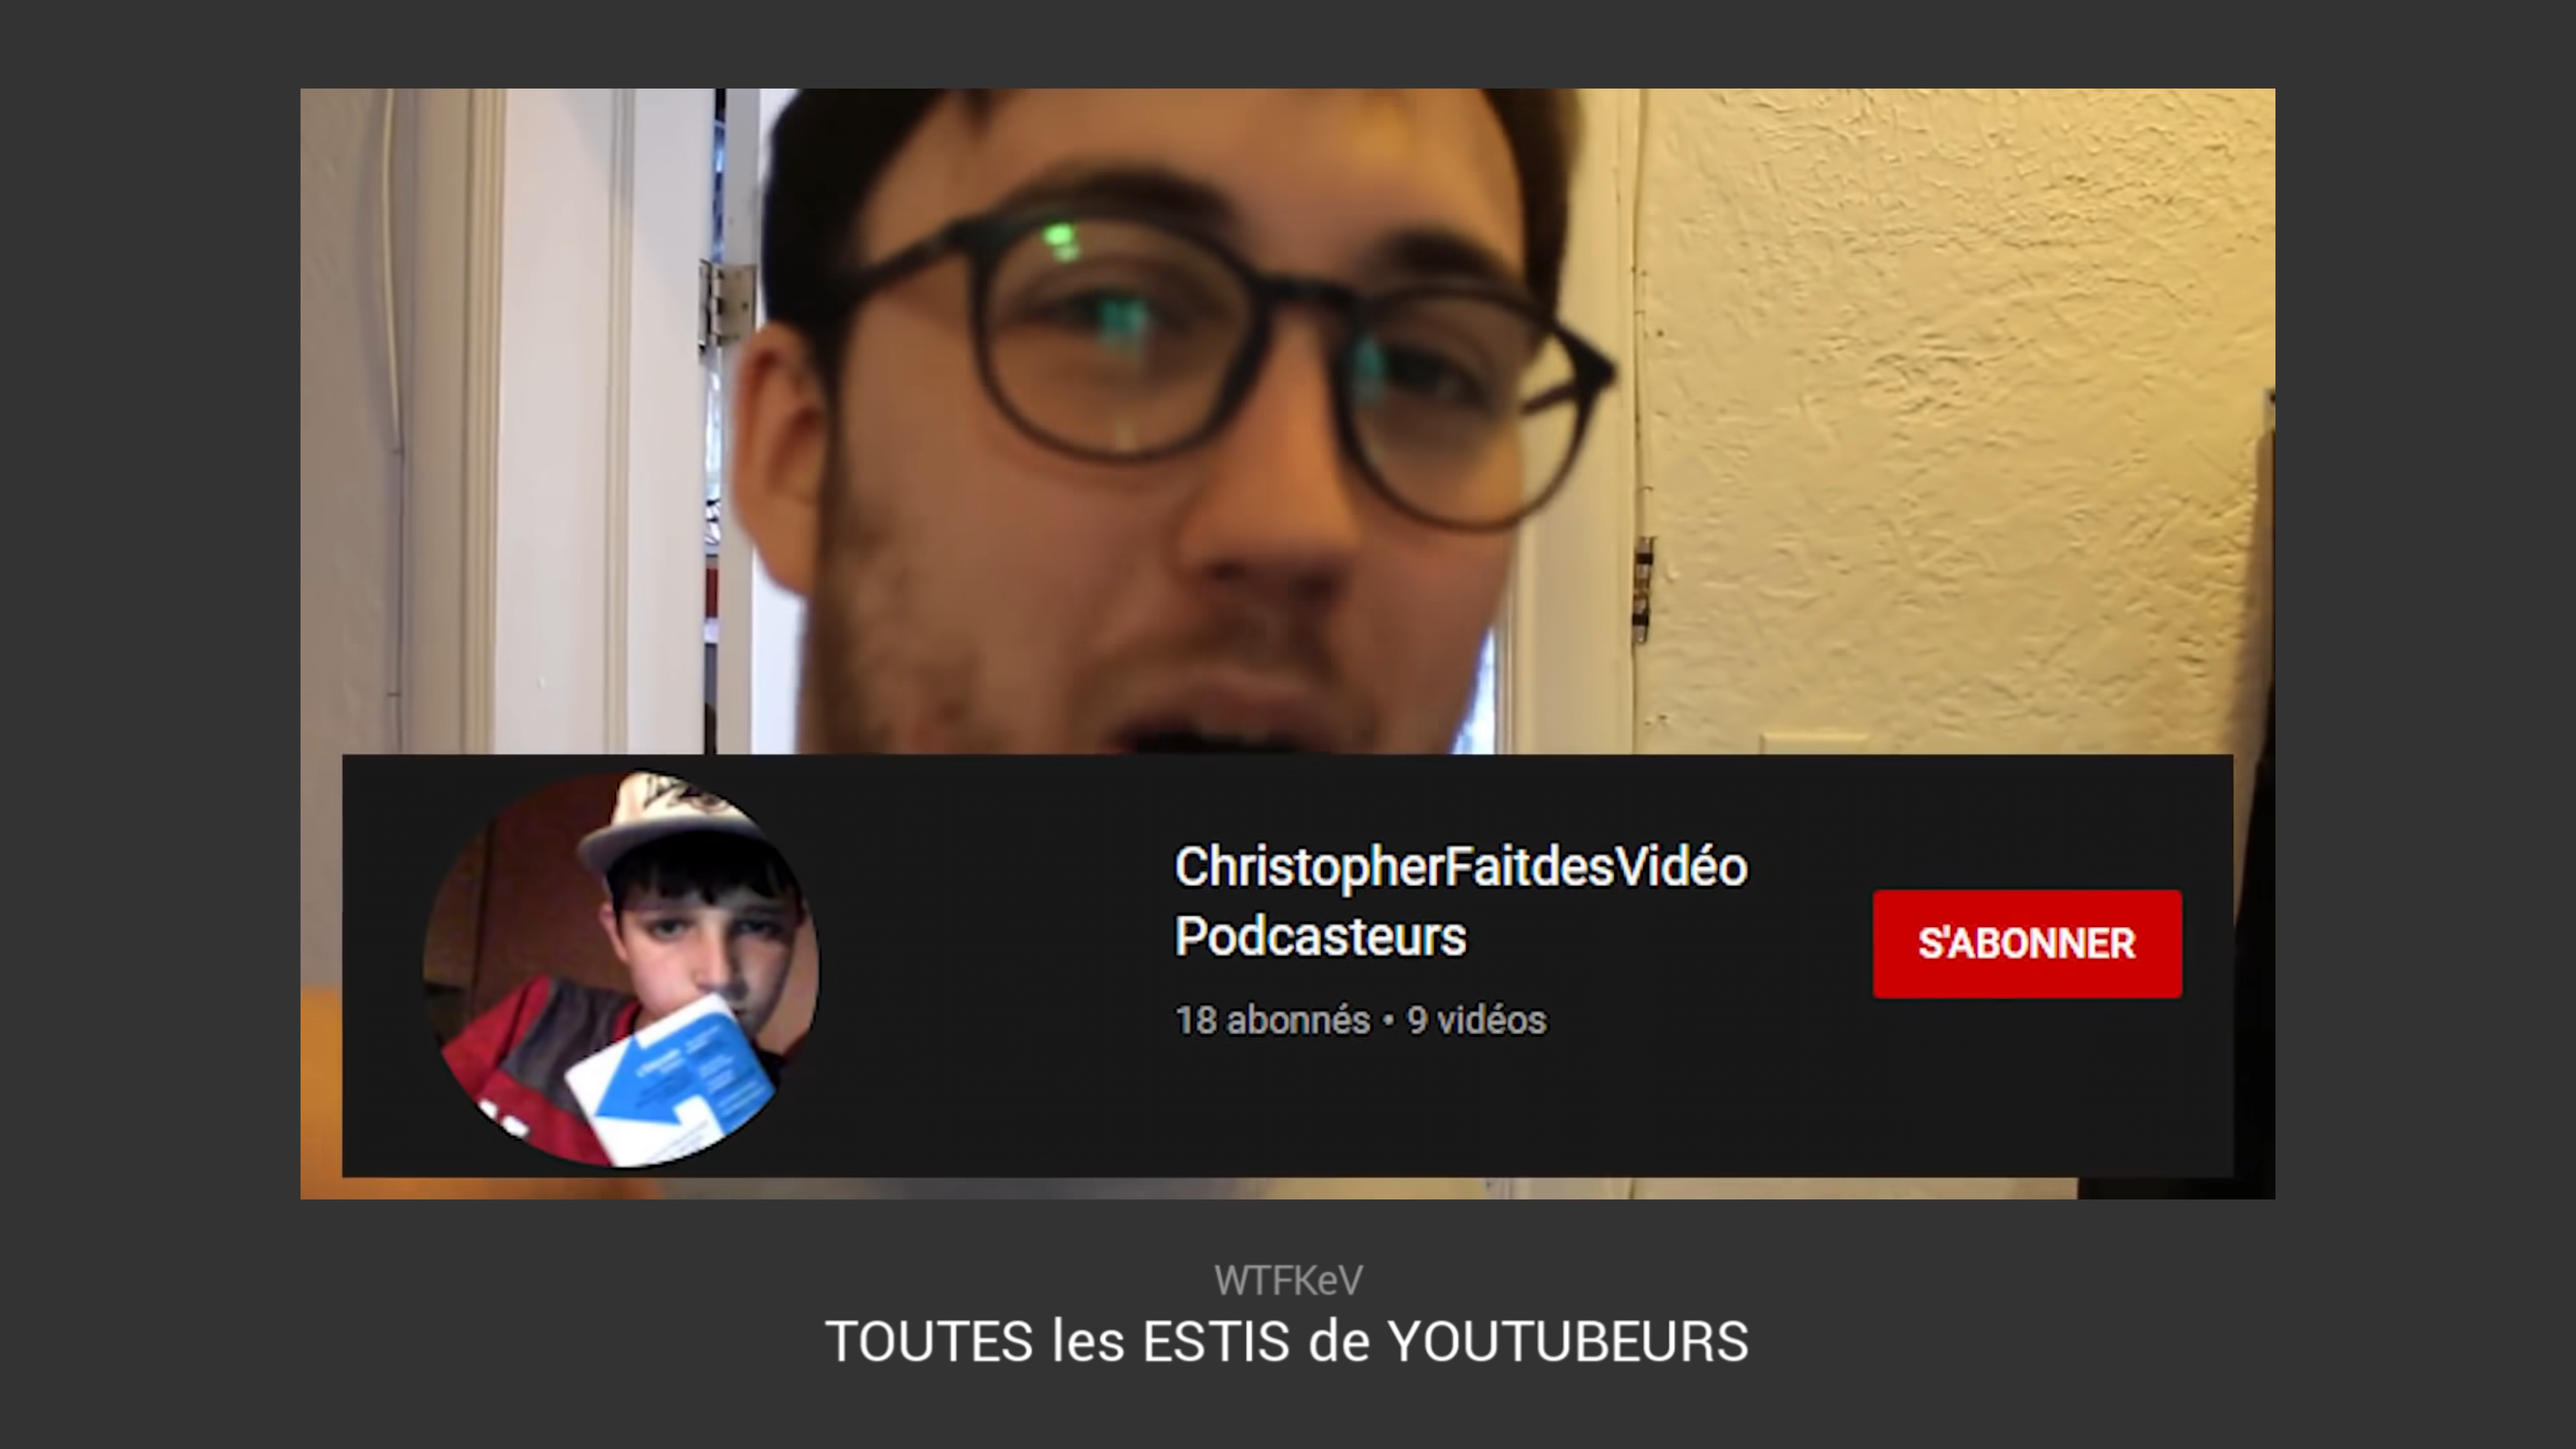 ChristopherFaitdesVidéo
Podcasteurs
18 abonnés • 9 vidéos
S'ABONNER
WTFKeV
TOUTES les ESTIS de YOUTUBEURS